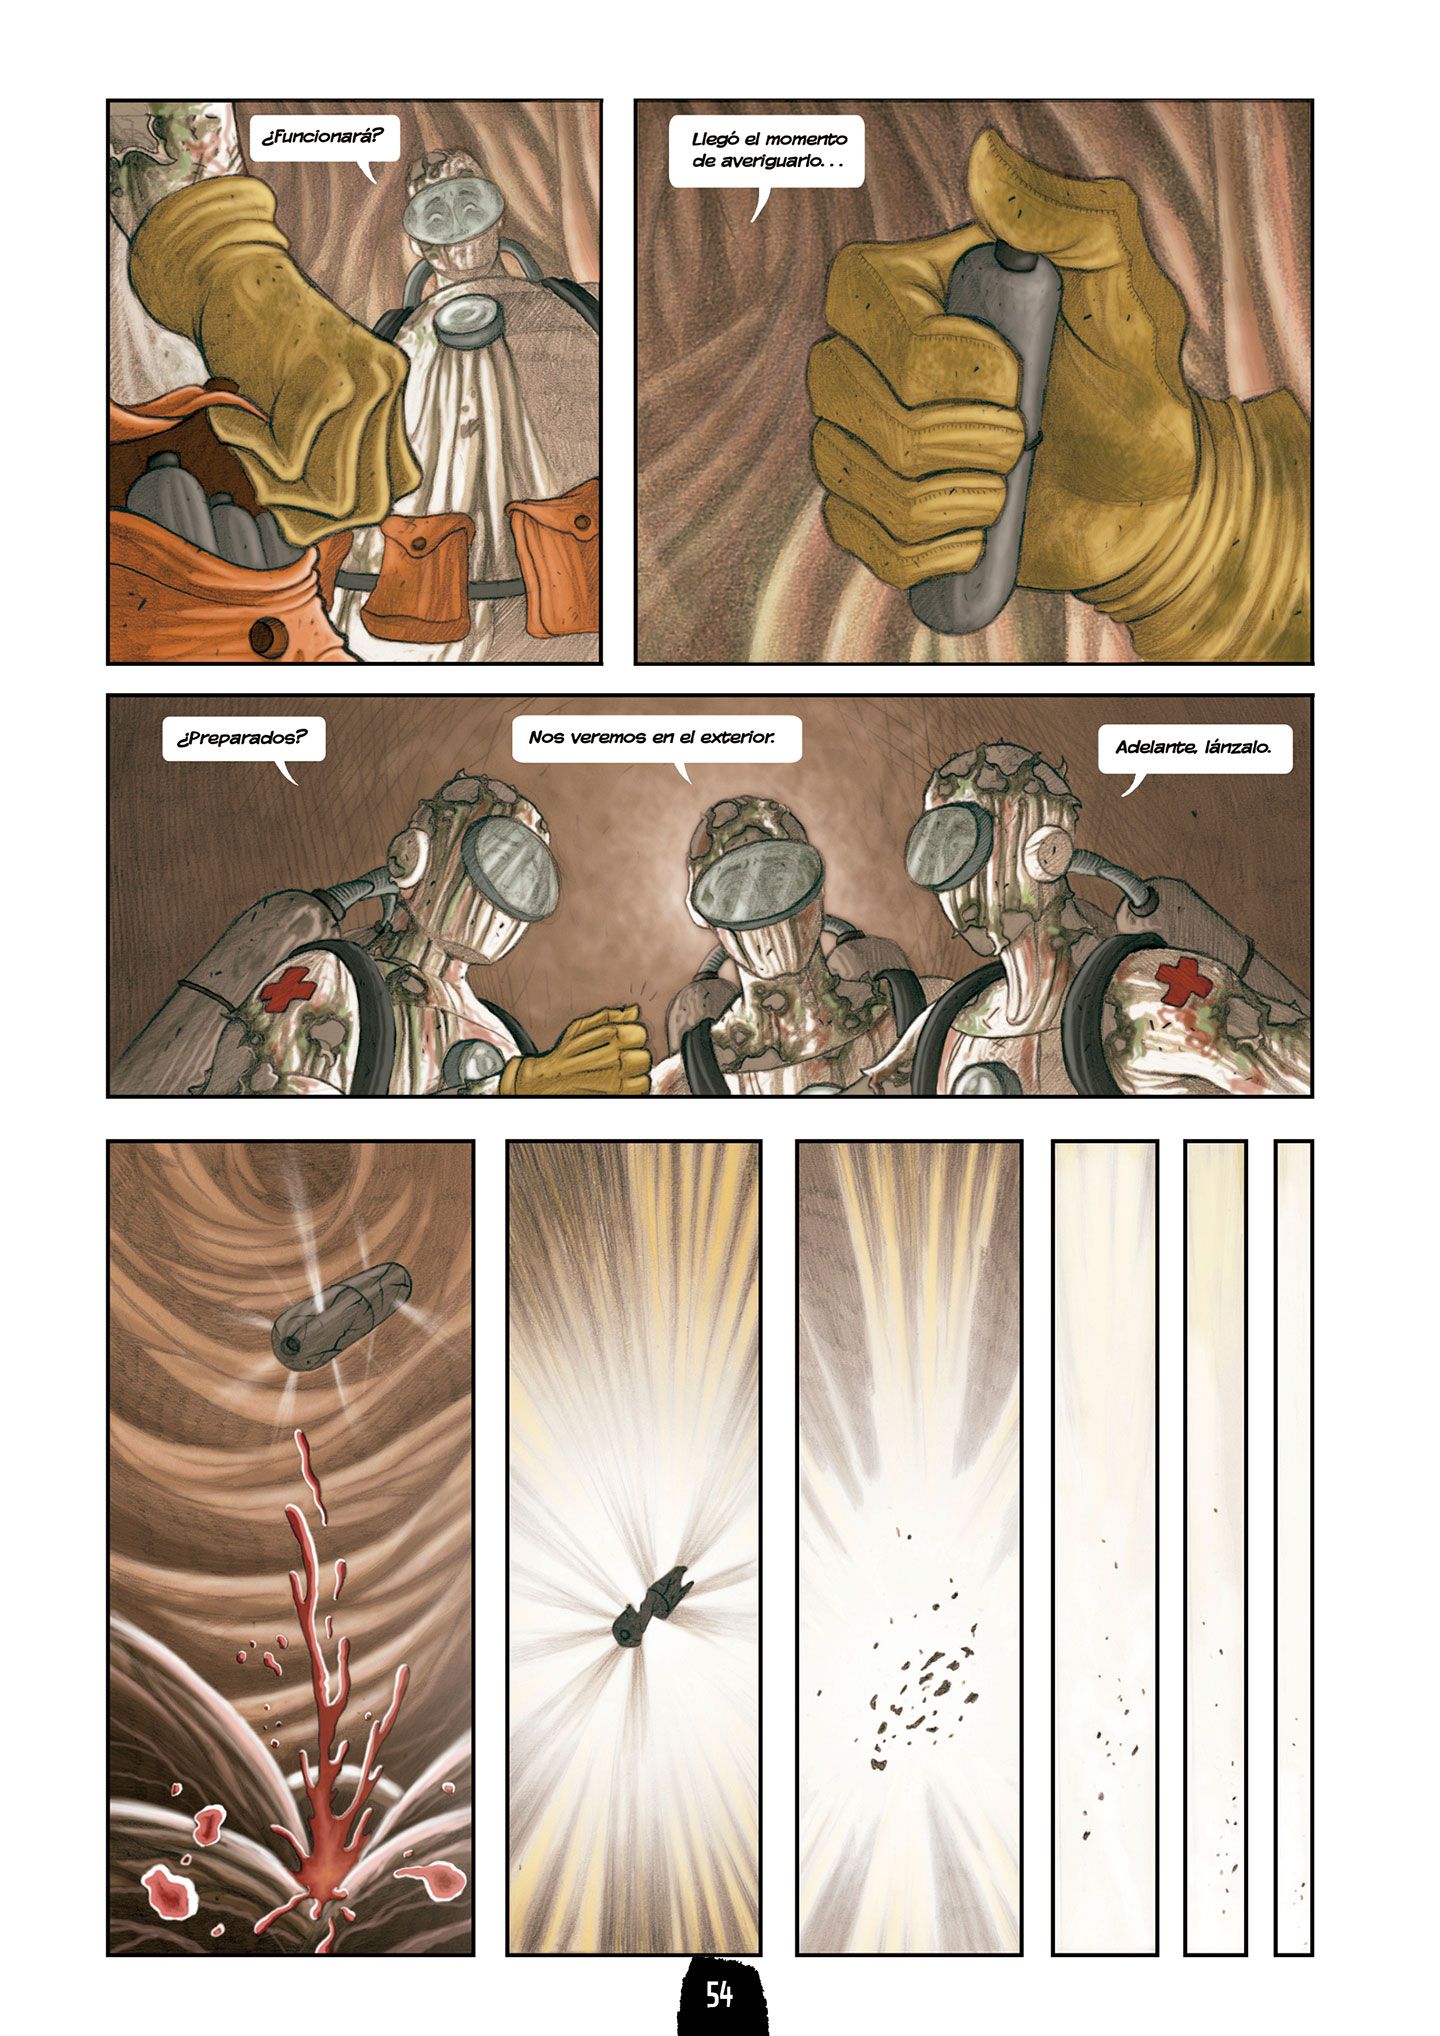 ¿Funcionará?
Llegó el momento
de averiguarlo...
¿Preparados?
Nos veremos en el exterior.
Adelante, lánzalo.
54